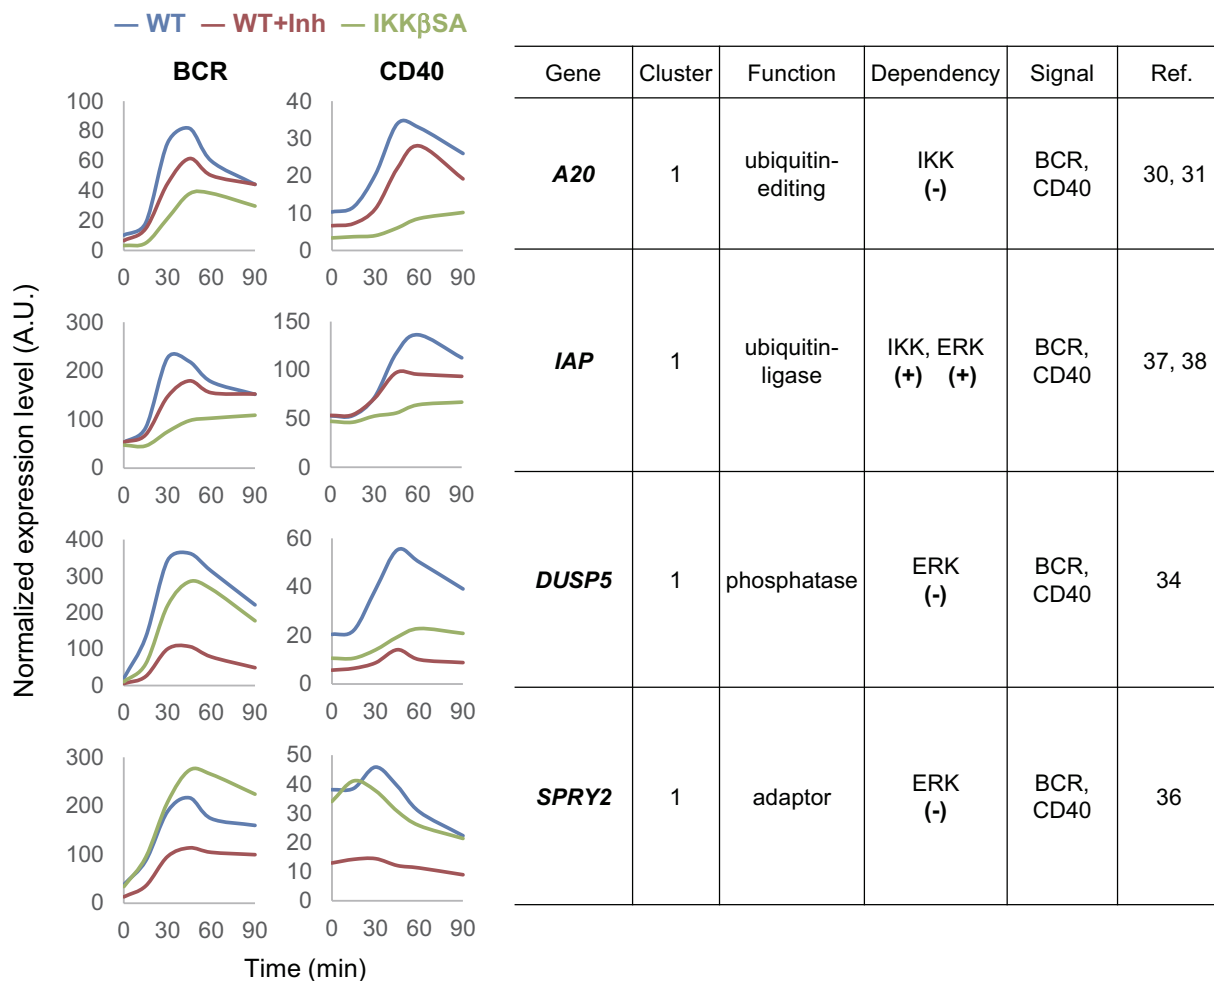 — WT — WT+Inh — IKKβSA
BCR CD40
Normalized expression level (A.U.)
100 80 60 40 20 0
0 30 60 90
40 30 20 10 0
0 30 60 90
300 200 100 0
0 30 60 90
150 100 50 0
0 30 60 90
400 300 200 100 0
0 30 60 90
60 40 20 0
0 30 60 90
300 200 100 0
0 30 60 90
50 40 30 20 10 0
0 30 60 90
Time (min)
Gene Cluster Function Dependency Signal Ref.
A20 1 ubiquitin-
editing IKK
(-) BCR,
CD40 30, 31
IAP 1 ubiquitin-
ligase IKK, ERK
(+) (+) BCR,
CD40 37, 38
DUSP5 1 phosphatase ERK
(-) BCR,
CD40 34
SPRY2 1 adaptor ERK
(-) BCR,
CD40 36